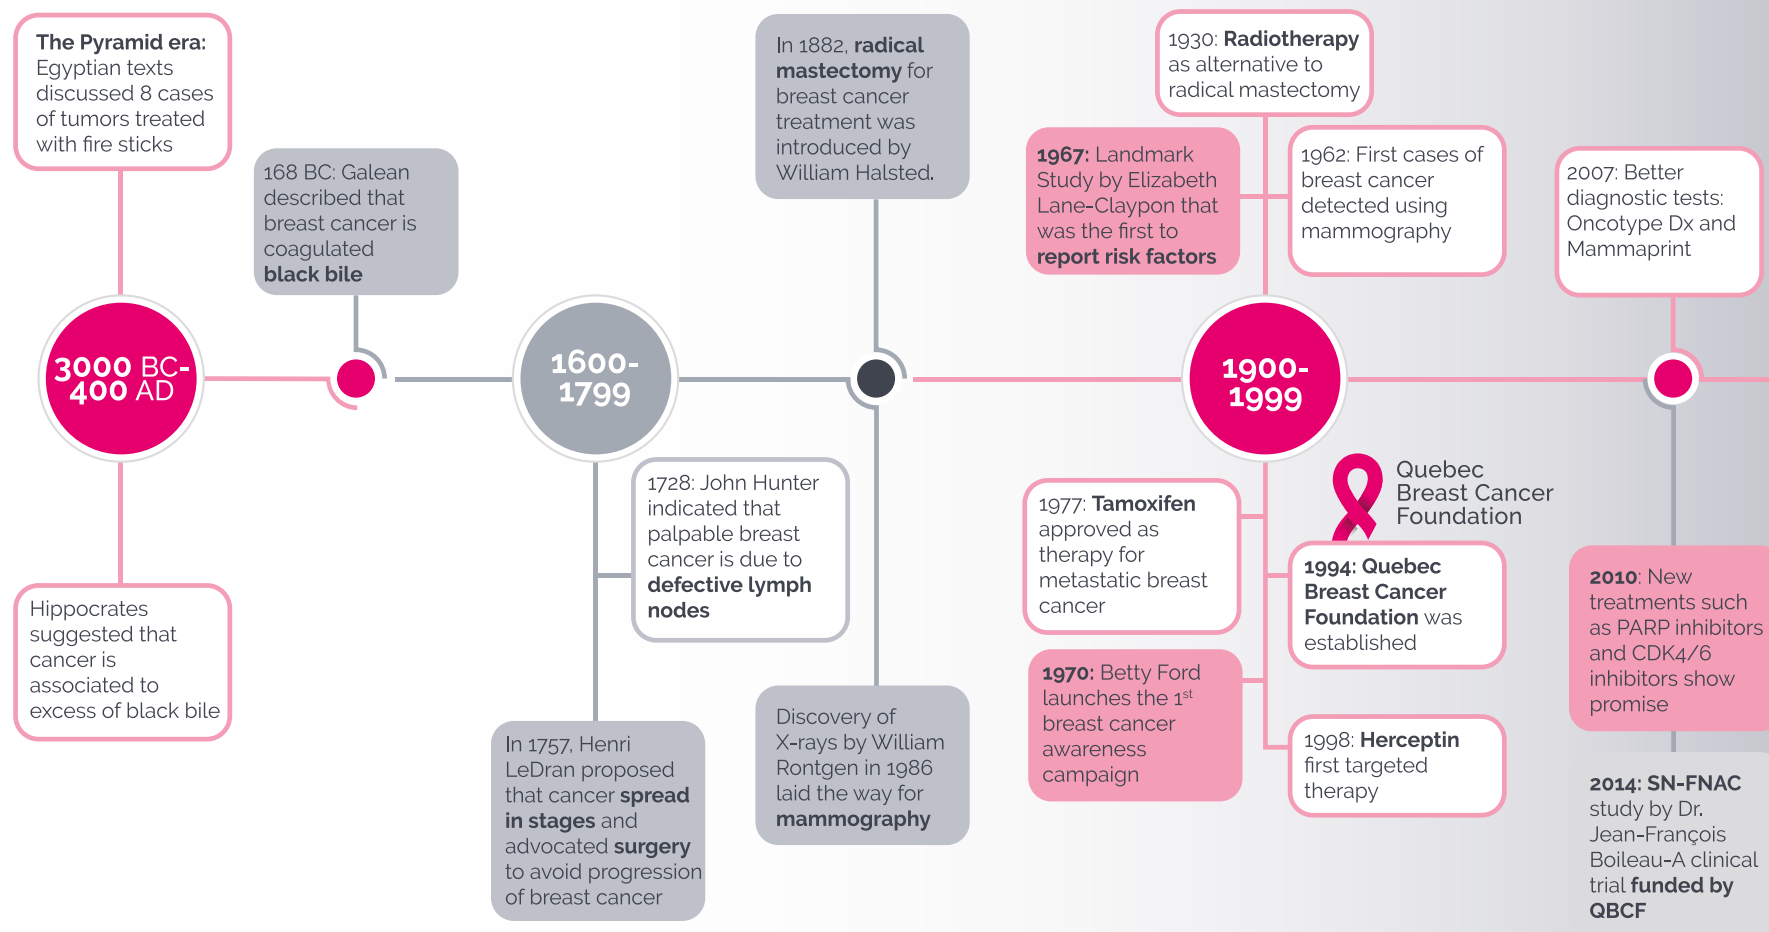 The Pyramid era:
Egyptian texts
discussed 8 cases
of tumors treated
with fire sticks
3000 BC-
400 AD
Hippocrates
suggested that
cancer is
associated to
excess of black bile
168 BC: Galean
described that
breast cancer is
coagulated
black bile
1600-
1799
1728: John Hunter
indicated that
palpable breast
cancer is due to
defective lymph
nodes
In 1757, Henri
LeDran proposed
that cancer spread
in stages and
advocated surgery
to avoid progression
of breast cancer
In 1882, radical
mastectomy for
breast cancer
treatment was
introduced by
William Halsted.
Discovery of
X-rays by William
Rontgen in 1986
laid the way for
mammography
1930: Radiotherapy
as alternative to
radical mastectomy
1967: Landmark
Study by Elizabeth
Lane-Claypon that
was the first to
report risk factors
1962: First cases of
breast cancer
detected using
mammography
1900-
1999
1977: Tamoxifen
approved as
therapy for
metastatic breast
cancer
Quebec
Breast Cancer
Foundation
1994: Quebec
Breast Cancer
Foundation was
established
1970: Betty Ford
launches the 1st
breast cancer
awareness
campaign
1998: Herceptin
first targeted
therapy
2007: Better
diagnostic tests:
Oncotype Dx and
Mammaprint
2010: New
treatments such
as PARP inhibitors
and CDK4/6
inhibitors show
promise
2014: SN-FNAC
study by Dr.
Jean-François
Boileau-A clinical
trial funded by
QBCF